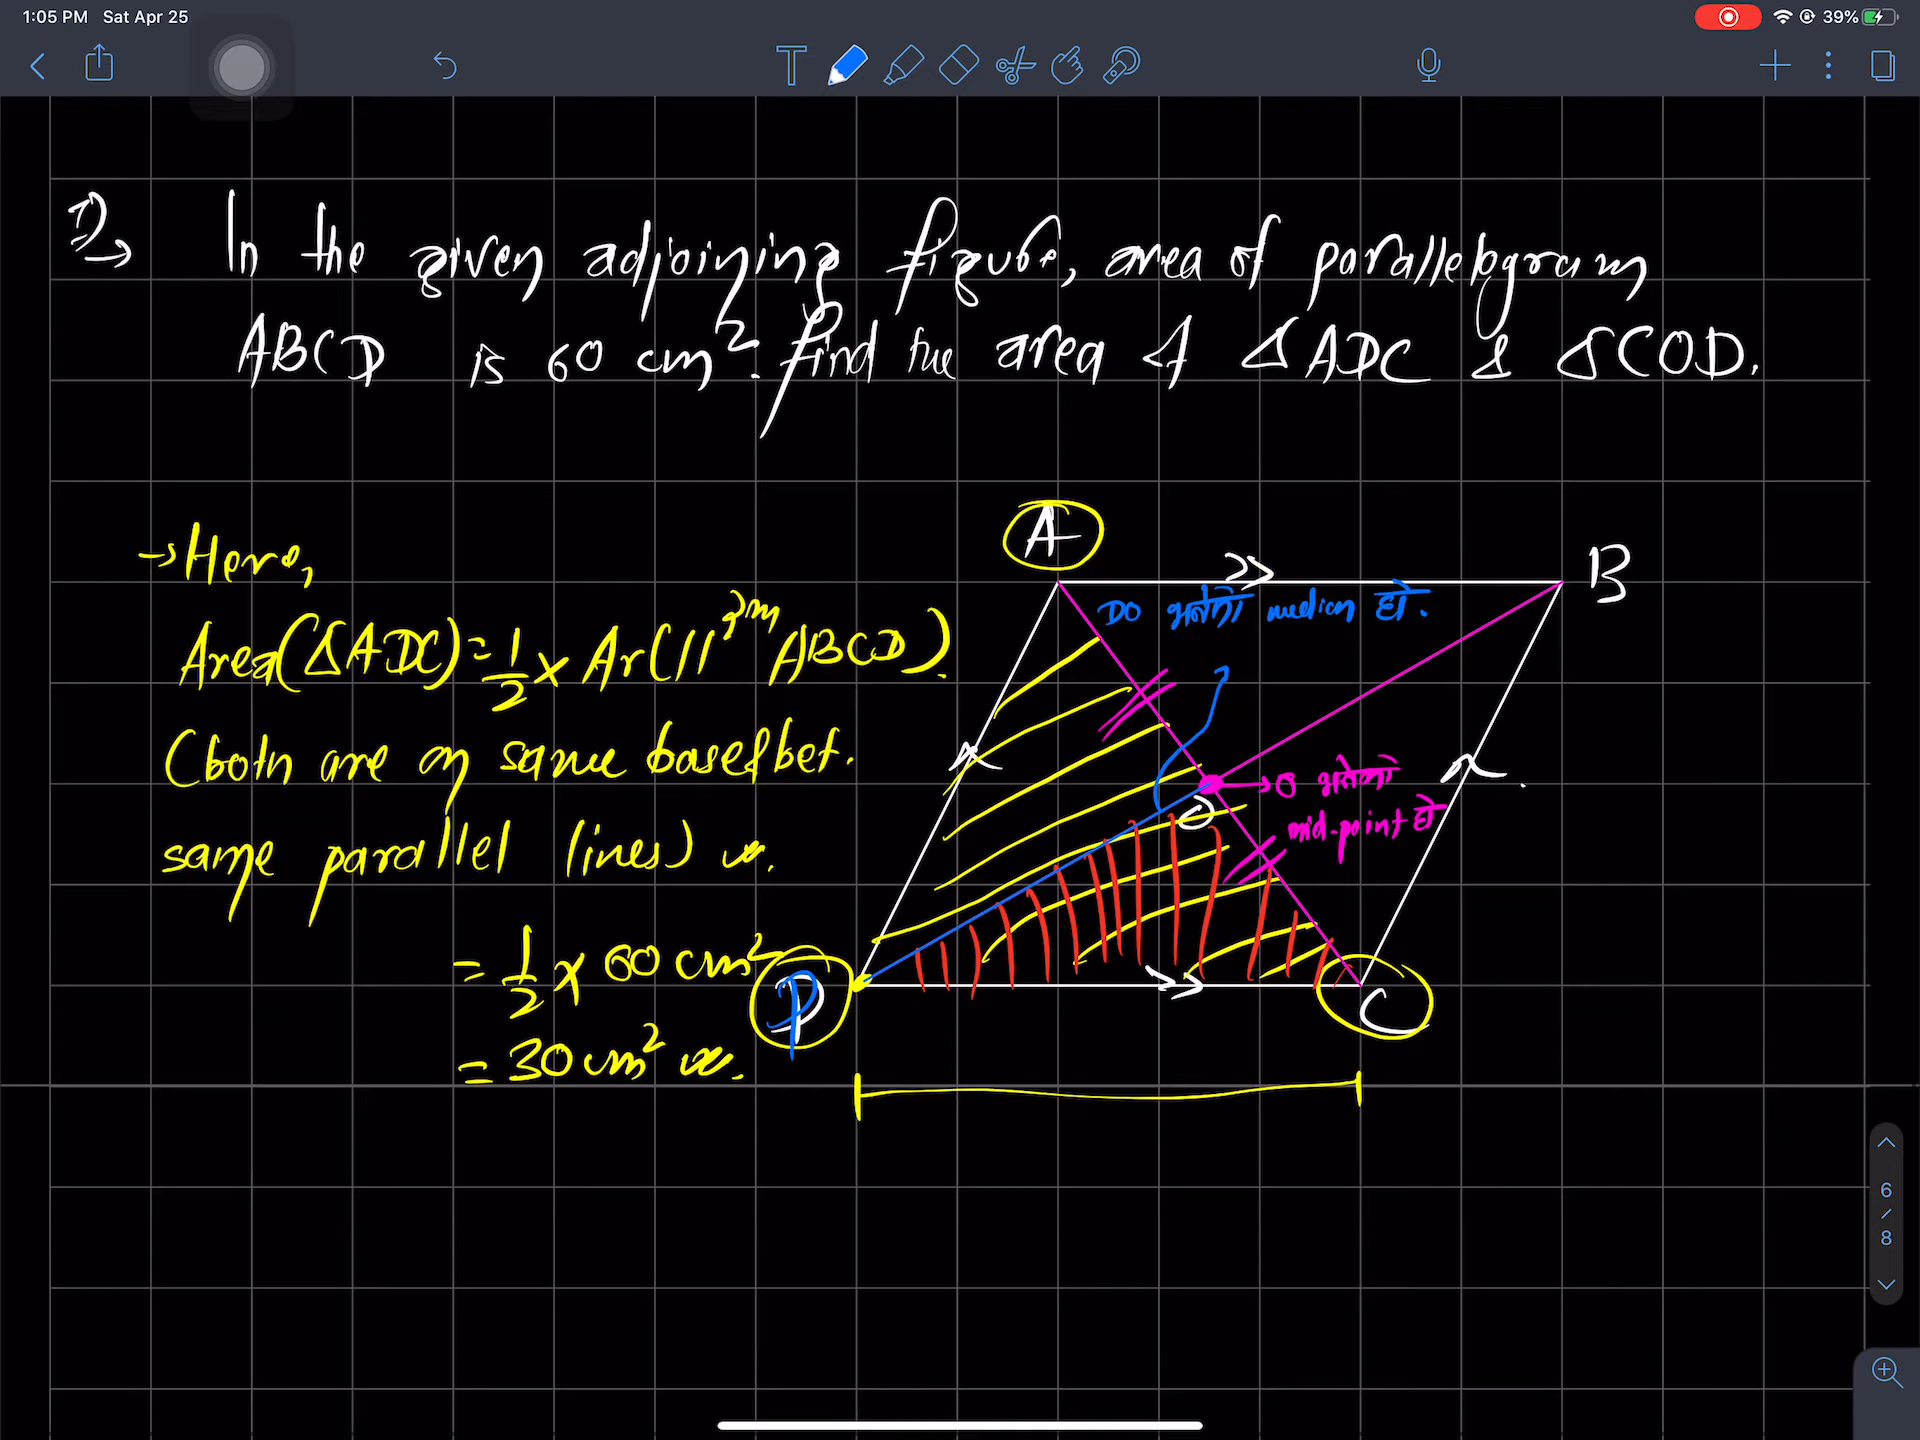 1:05 PM Sat Apr 25
39%
In the given adjoining figure, area of parallelogram
ABCD is 60 cm². find the area of ΔADC & ΔCOD.
→ Here,
Area(ΔADC) = 1/2 × Ar(||gm ABCD).
(both are on same base & bet.
same parallel lines)
= 1/2 × 60 cm²
= 30 cm²
A
B
DO भनेको median हो.
→ O भनेको
mid-point हो
O
D
C
6
/
8